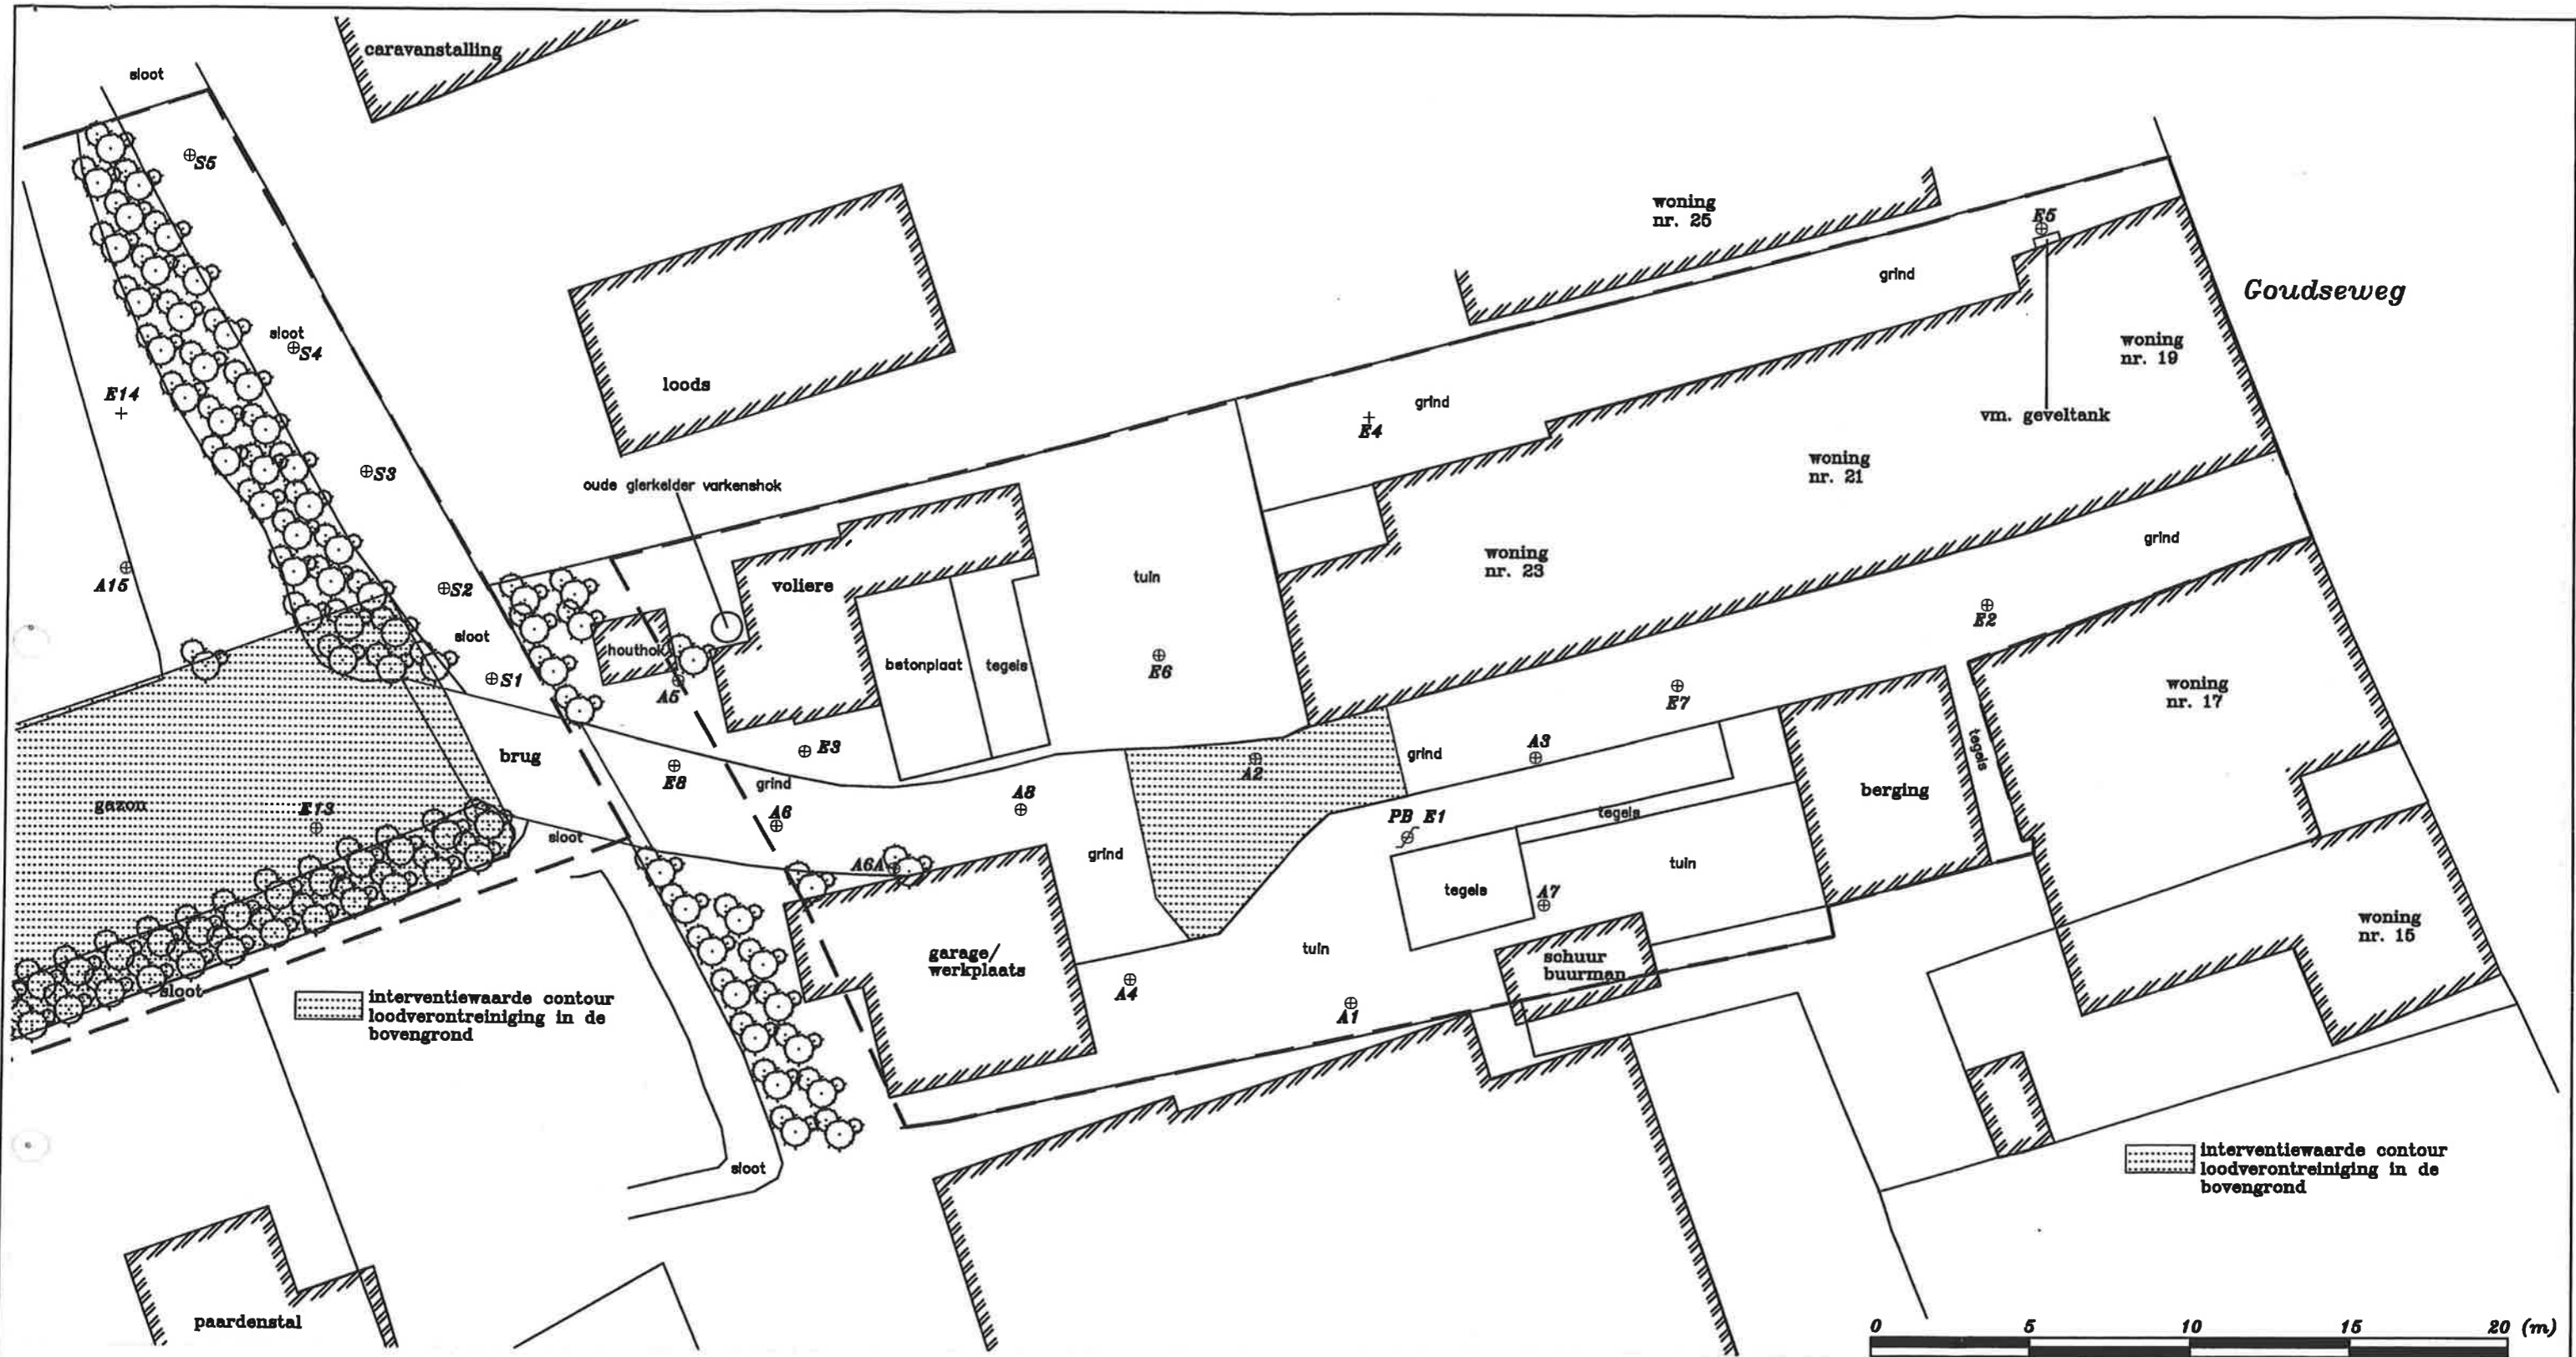 caravanstalling
sloot
S5
woning
nr. 25
E5
grind
Goudseweg
sloot
S4
woning
nr. 19
loods
E14
grind
E4
vm. geveltank
S3
woning
nr. 21
oude gierkelder varkenshok
grind
woning
nr. 23
A15
S2
voliere
tuin
E2
sloot
houthok
betonplaat
tegels
E6
S1
A5
E7
woning
nr. 17
brug
E3
A3
grind
tegels
A2
E8
grind
berging
gazon
E13
A8
A6
PB E1
tegels
sloot
grind
A6A
tuin
tegels
A7
woning
nr. 15
tuin
garage/
werkplaats
schuur
buurman
sloot
A4
A1
interventiewaarde contour
loodverontreiniging in de
bovengrond
sloot
interventiewaarde contour
loodverontreiniging in de
bovengrond
paardenstal
0 5 10 15 20 (m)